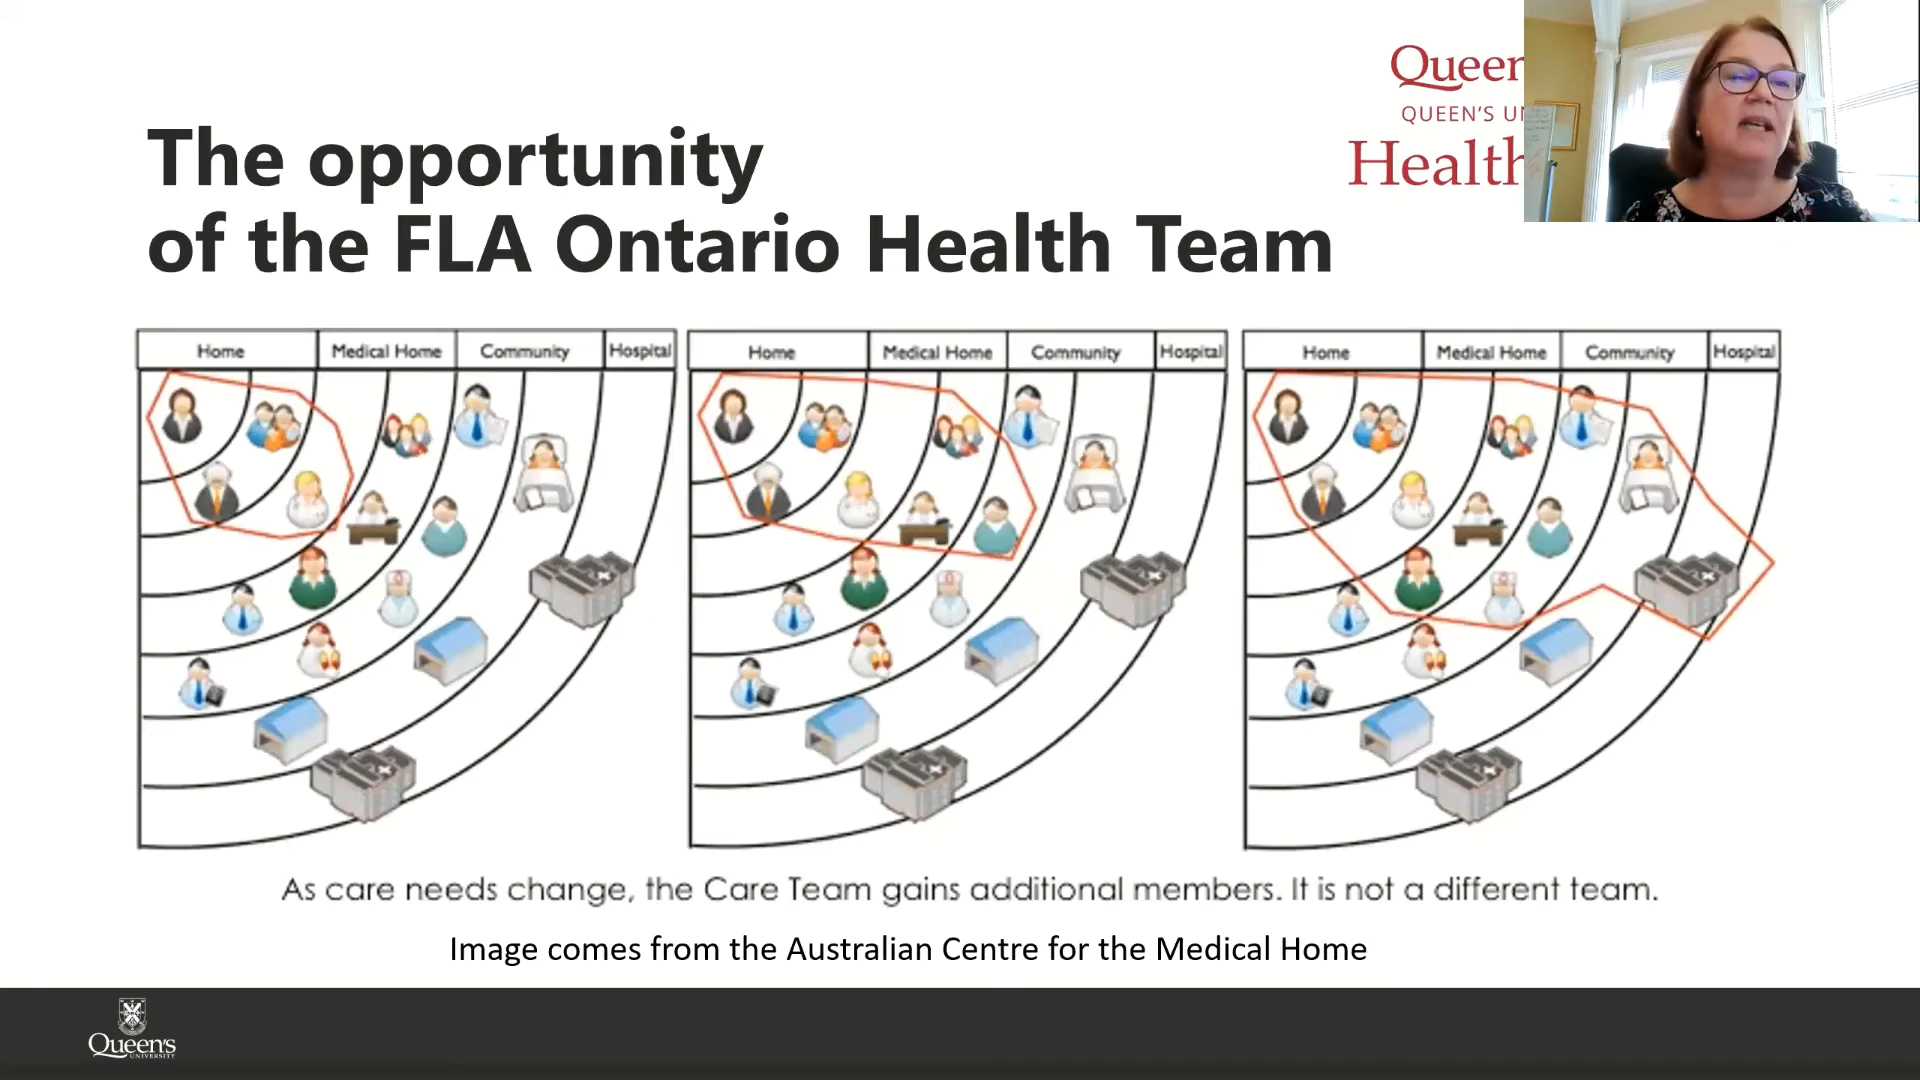 Queen
QUEEN'S UN
Health
The opportunity
of the FLA Ontario Health Team
Home Medical Home Community Hospital
Home Medical Home Community Hospital
Home Medical Home Community Hospital
As care needs change, the Care Team gains additional members. It is not a different team.
Image comes from the Australian Centre for the Medical Home
Queen's
UNIVERSITY